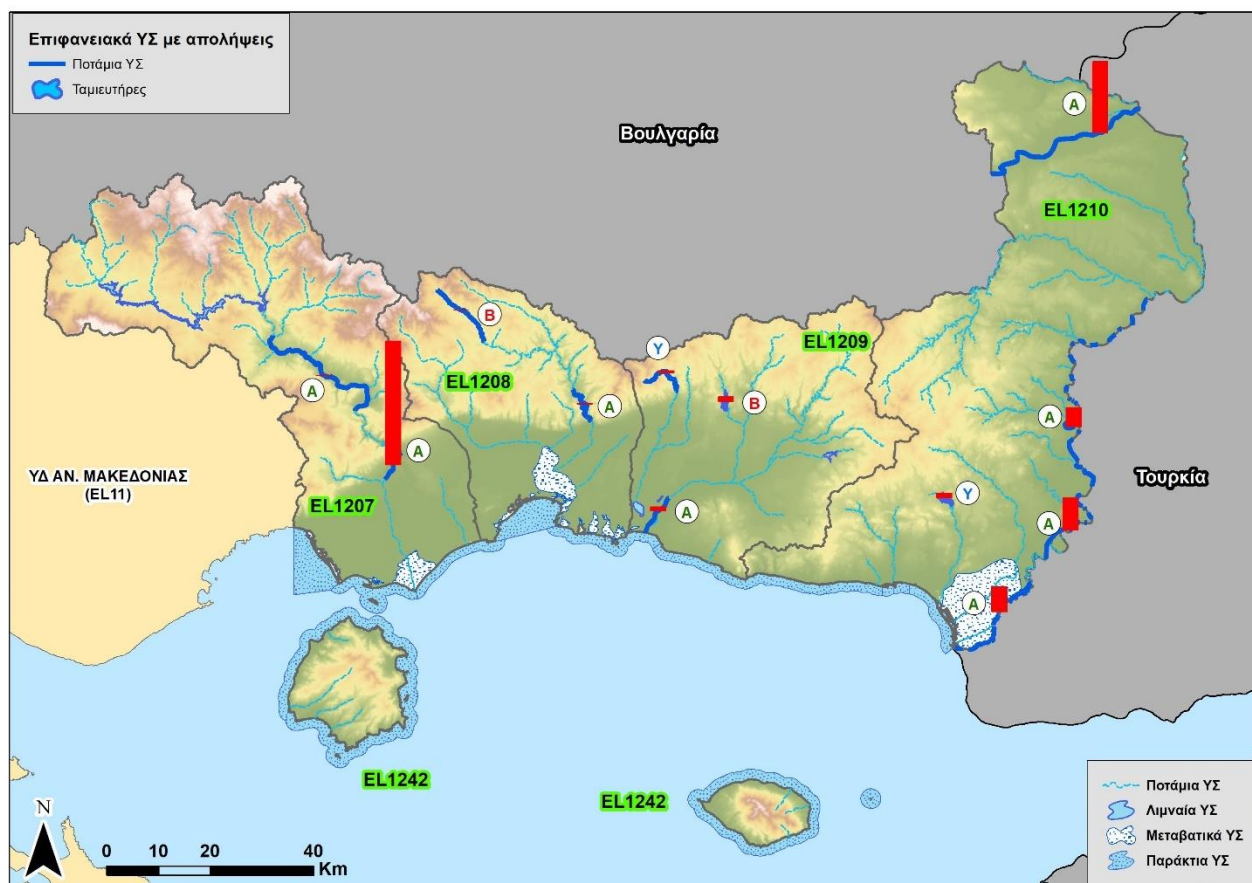 Επιφανειακά ΥΣ με απολήψεις
Ποτάμια ΥΣ
Ταμιευτήρες
Βουλγαρία
Α
EL1210
Β
Υ
EL1209
EL1208
Α
Α
Β
Α
Α
ΥΔ ΑΝ. ΜΑΚΕΔΟΝΙΑΣ
(EL11)
Τουρκία
EL1207
Υ
Α
Α
Α
EL1242
EL1242
Ποτάμια ΥΣ
Λιμναία ΥΣ
Μεταβατικά ΥΣ
Παράκτια ΥΣ
N
0 10 20 40
Km